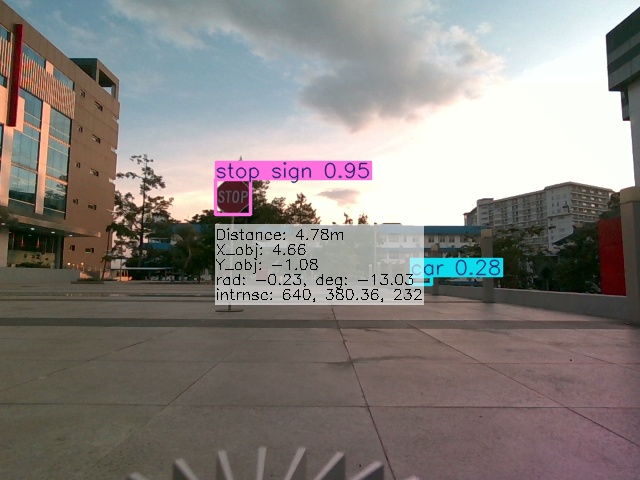 stop sign 0.95
STOP
Distance: 4.78m
X_obj: 4.66
Y_obj: −1.08
rad: −0.23, deg: −13.03
car 0.28
intrnsc: 640, 380.36, 232